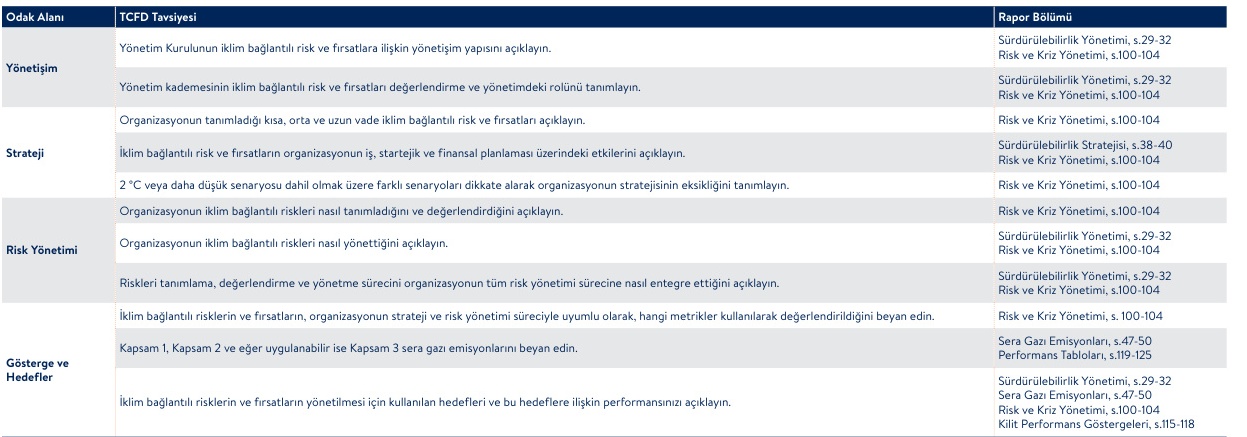 Odak Alanı TCFD Tavsiyesi Rapor Bölümü
Yönetişim
Yönetim Kurulunun iklim bağlantılı risk ve fırsatlara ilişkin yönetişim yapısını açıklayın.
Sürdürülebilirlik Yönetimi, s.29-32
Risk ve Kriz Yönetimi, s.100-104
Yönetim kademesinin iklim bağlantılı risk ve fırsatları değerlendirme ve yönetimdeki rolünü tanımlayın.
Sürdürülebilirlik Yönetimi, s.29-32
Risk ve Kriz Yönetimi, s.100-104
Strateji
Organizasyonun tanımladığı kısa, orta ve uzun vade iklim bağlantılı risk ve fırsatları açıklayın.
Risk ve Kriz Yönetimi, s.100-104
İklim bağlantılı risk ve fırsatların organizasyonun iş, startejik ve finansal planlaması üzerindeki etkilerini açıklayın.
Sürdürülebilirlik Stratejisi, s.38-40
Risk ve Kriz Yönetimi, s.100-104
2 °C veya daha düşük senaryosu dahil olmak üzere farklı senaryoları dikkate alarak organizasyonun stratejisinin eksikliğini tanımlayın.
Risk ve Kriz Yönetimi, s.100-104
Risk Yönetimi
Organizasyonun iklim bağlantılı riskleri nasıl tanımladığını ve değerlendirdiğini açıklayın.
Risk ve Kriz Yönetimi, s.100-104
Organizasyonun iklim bağlantılı riskleri nasıl yönettiğini açıklayın.
Sürdürülebilirlik Yönetimi, s.29-32
Risk ve Kriz Yönetimi, s.100-104
Riskleri tanımlama, değerlendirme ve yönetme sürecini organizasyonun tüm risk yönetimi sürecine nasıl entegre ettiğini açıklayın.
Sürdürülebilirlik Yönetimi, s.29-32
Risk ve Kriz Yönetimi, s.100-104
Gösterge ve
Hedefler
İklim bağlantılı risklerin ve fırsatların, organizasyonun strateji ve risk yönetimi süreciyle uyumlu olarak, hangi metrikler kullanılarak değerlendirildiğini beyan edin.
Risk ve Kriz Yönetimi, s. 100-104
Kapsam 1, Kapsam 2 ve eğer uygulanabilir ise Kapsam 3 sera gazı emisyonlarını beyan edin.
Sera Gazı Emisyonları, s.47-50
Performans Tabloları, s.119-125
İklim bağlantılı risklerin ve fırsatların yönetilmesi için kullanılan hedefleri ve bu hedeflere ilişkin performansınızı açıklayın.
Sürdürülebilirlik Yönetimi, s.29-32
Sera Gazı Emisyonları, s.47-50
Risk ve Kriz Yönetimi, s.100-104
Kilit Performans Göstergeleri, s.115-118